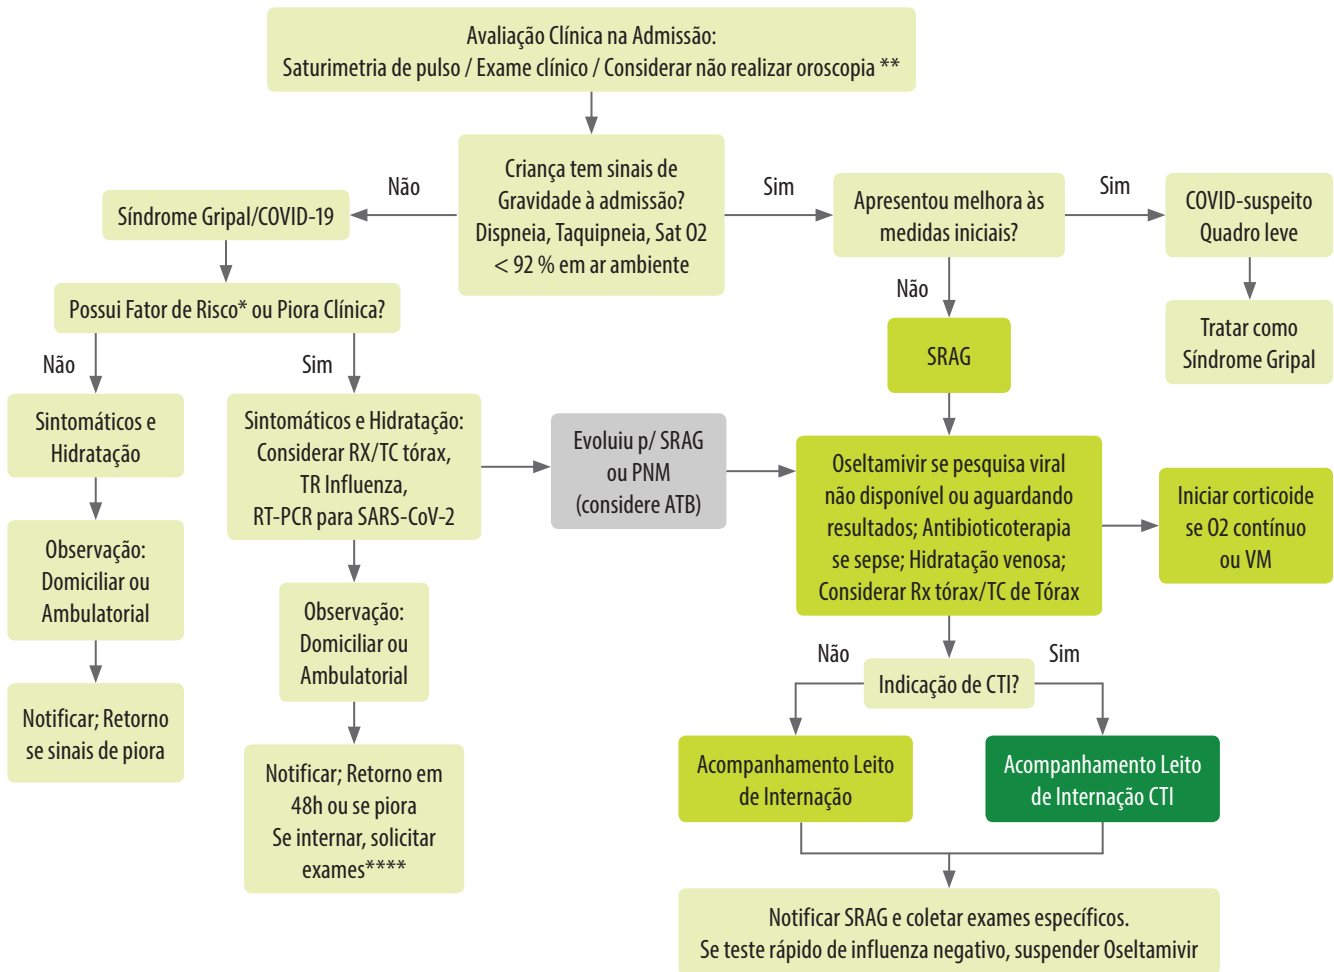 Avaliação Clínica na Admissão:
Saturimetria de pulso / Exame clínico / Considerar não realizar oroscopia **
Criança tem sinais de
Gravidade à admissão?
Dispneia, Taquipneia, Sat O2
< 92 % em ar ambiente
Não
Sim
Síndrome Gripal/COVID-19
Apresentou melhora às
medidas iniciais?
Sim
COVID-suspeito
Quadro leve
Tratar como
Síndrome Gripal
Não
SRAG
Possui Fator de Risco* ou Piora Clínica?
Não
Sim
Sintomáticos e
Hidratação
Observação:
Domiciliar ou
Ambulatorial
Notificar; Retorno
se sinais de piora
Sintomáticos e Hidratação:
Considerar RX/TC tórax,
TR Influenza,
RT-PCR para SARS-CoV-2
Observação:
Domiciliar ou
Ambulatorial
Notificar; Retorno em
48h ou se piora
Se internar, solicitar
exames****
Evoluiu p/ SRAG
ou PNM
(considere ATB)
Oseltamivir se pesquisa viral
não disponível ou aguardando
resultados; Antibioticoterapia
se sepse; Hidratação venosa;
Considerar Rx tórax/TC de Tórax
Iniciar corticoide
se O2 contínuo
ou VM
Indicação de CTI?
Não
Sim
Acompanhamento Leito
de Internação
Acompanhamento Leito
de Internação CTI
Notificar SRAG e coletar exames específicos.
Se teste rápido de influenza negativo, suspender Oseltamivir